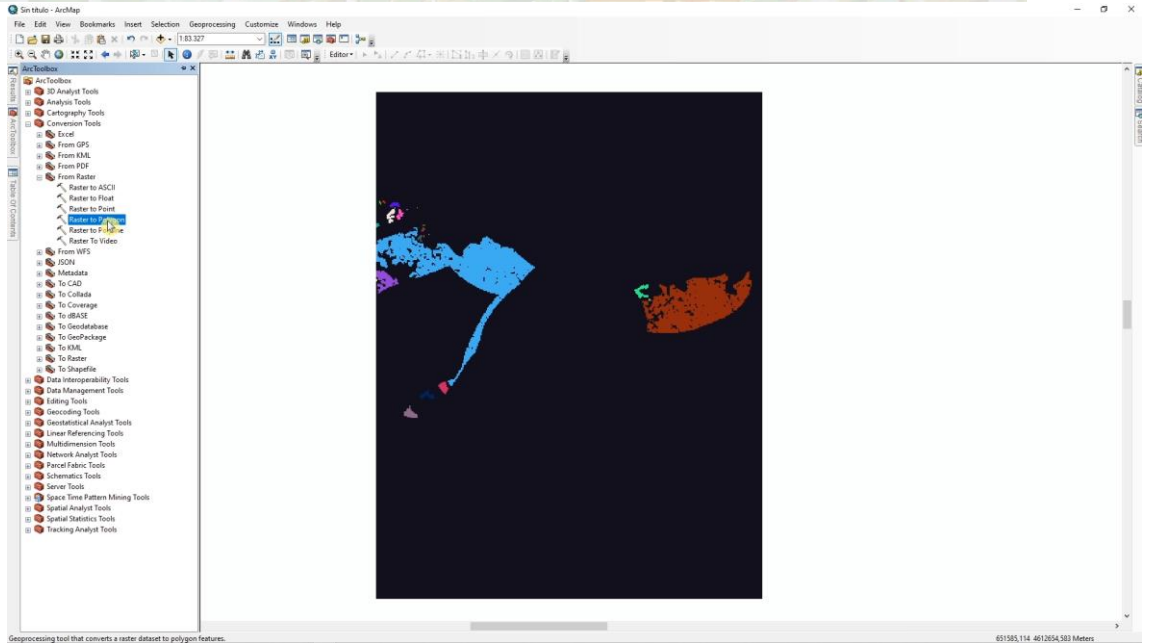 Sin título - ArcMap
File Edit View Bookmarks Insert Selection Geoprocessing Customize Windows Help
1:83.327
Editor
ArcToolbox
ArcToolbox
3D Analyst Tools
Analysis Tools
Cartography Tools
Conversion Tools
Excel
From GPS
From KML
From PDF
From Raster
Raster to ASCII
Raster to Float
Raster to Point
Raster to
Raster to
Raster To Video
From WFS
JSON
Metadata
To CAD
To Collada
To Coverage
To dBASE
To Geodatabase
To GeoPackage
To KML
To Raster
To Shapefile
Data Interoperability Tools
Data Management Tools
Editing Tools
Geocoding Tools
Geostatistical Analyst Tools
Linear Referencing Tools
Multidimension Tools
Network Analyst Tools
Parcel Fabric Tools
Schematics Tools
Server Tools
Space Time Pattern Mining Tools
Spatial Analyst Tools
Spatial Statistics Tools
Tracking Analyst Tools
Results
ArcToolbox
Table Of Contents
Catalog
Search
Geoprocessing tool that converts a raster dataset to polygon features.
651585,114 4612654,583 Meters